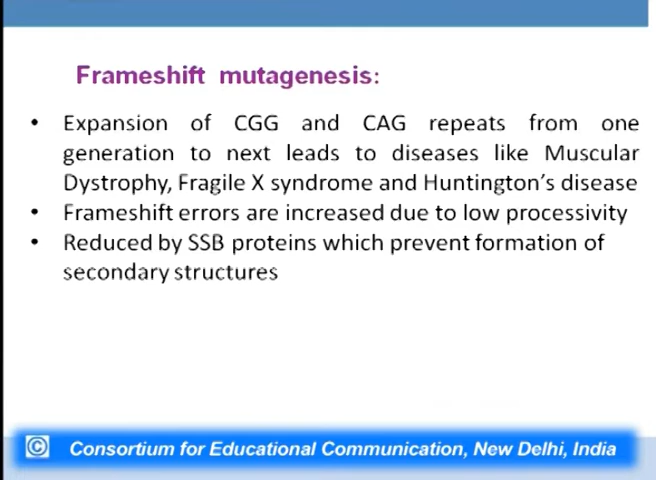 Frameshift mutagenesis:
• Expansion of CGG and CAG repeats from one
generation to next leads to diseases like Muscular
Dystrophy, Fragile X syndrome and Huntington's disease
• Frameshift errors are increased due to low processivity
• Reduced by SSB proteins which prevent formation of
secondary structures
© Consortium for Educational Communication, New Delhi, India